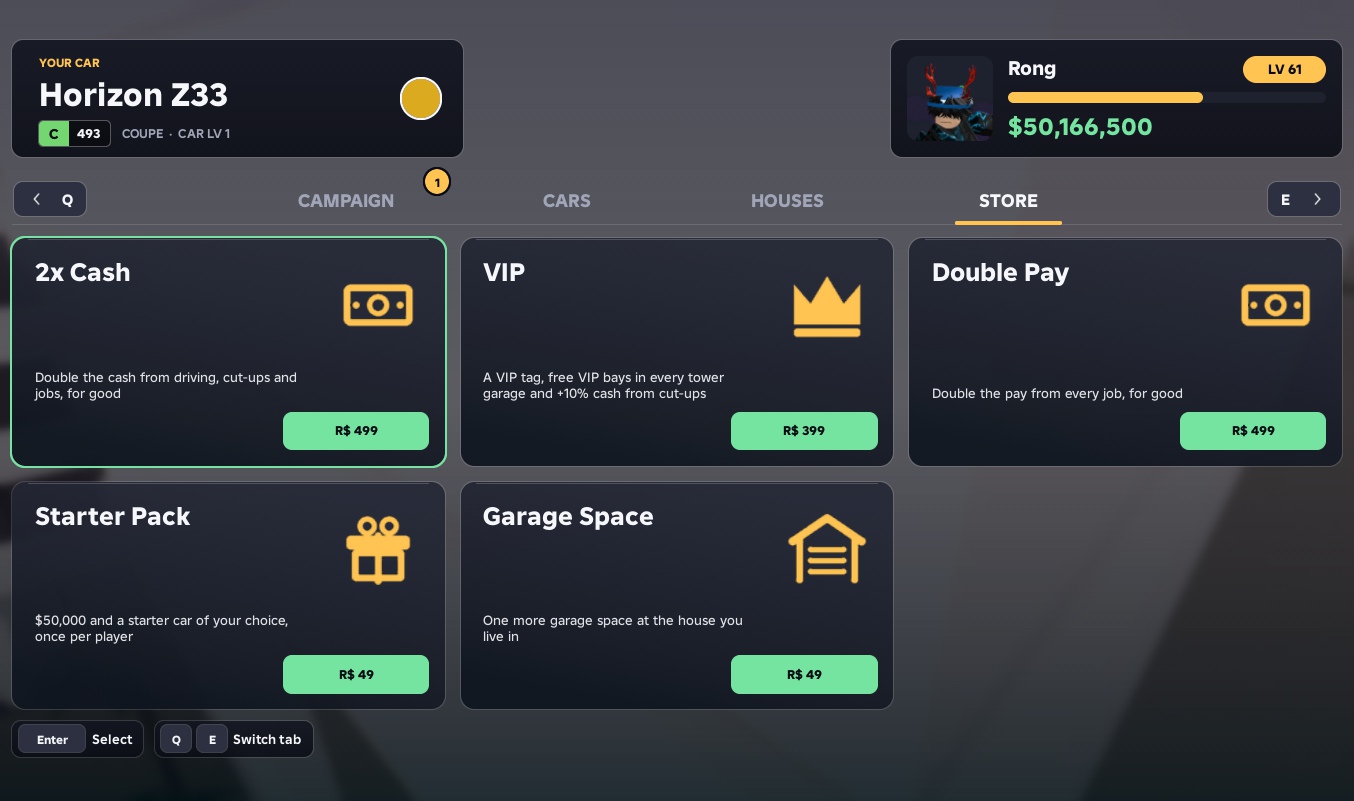 YOUR CAR
Horizon Z33
C 493 COUPE · CAR LV 1
Rong
LV 61
$50,166,500
Q
CAMPAIGN
1
CARS
HOUSES
STORE
E
2x Cash
Double the cash from driving, cut-ups and
jobs, for good
R$ 499
VIP
A VIP tag, free VIP bays in every tower
garage and +10% cash from cut-ups
R$ 399
Double Pay
Double the pay from every job, for good
R$ 499
Starter Pack
$50,000 and a starter car of your choice,
once per player
R$ 49
Garage Space
One more garage space at the house you
live in
R$ 49
Enter Select
Q E Switch tab